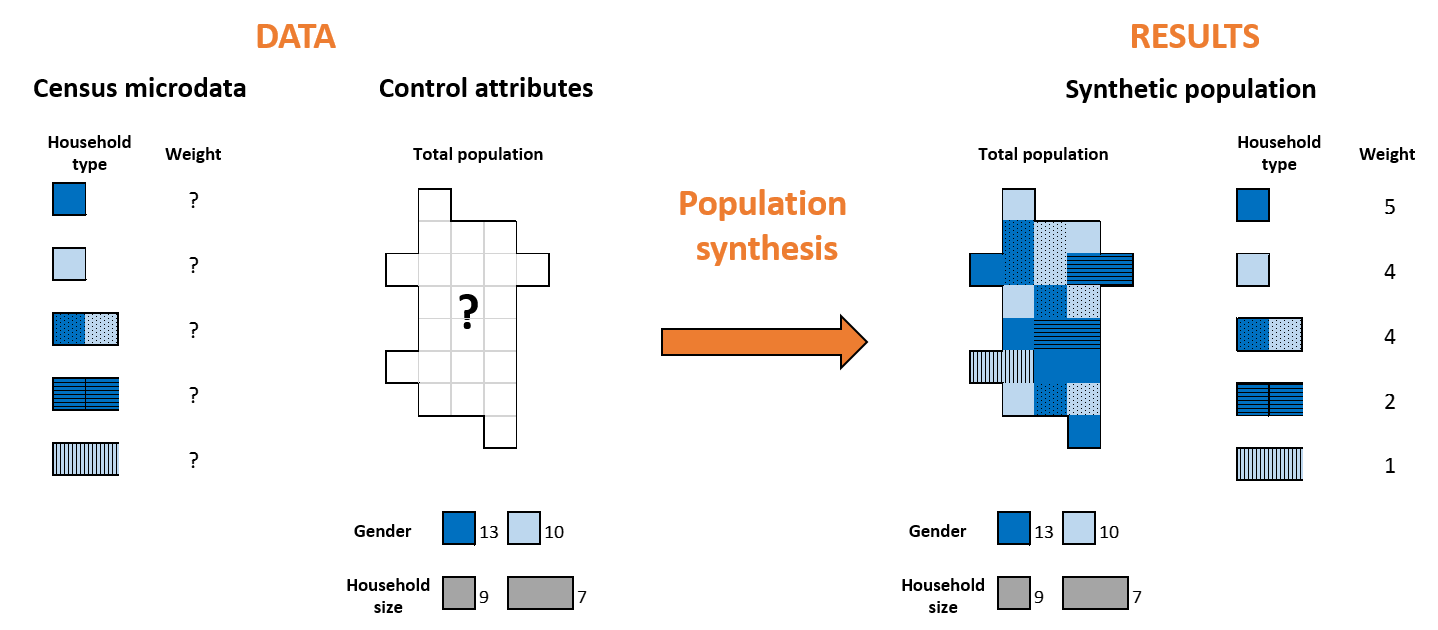 DATA
Census microdata
Control attributes
Household
type
Weight
?
?
?
?
?
Total population
?
Gender
13
10
Household
size
9
7
Population
synthesis
RESULTS
Synthetic population
Total population
Gender
13
10
Household
size
9
7
Household
type
Weight
5
4
4
2
1